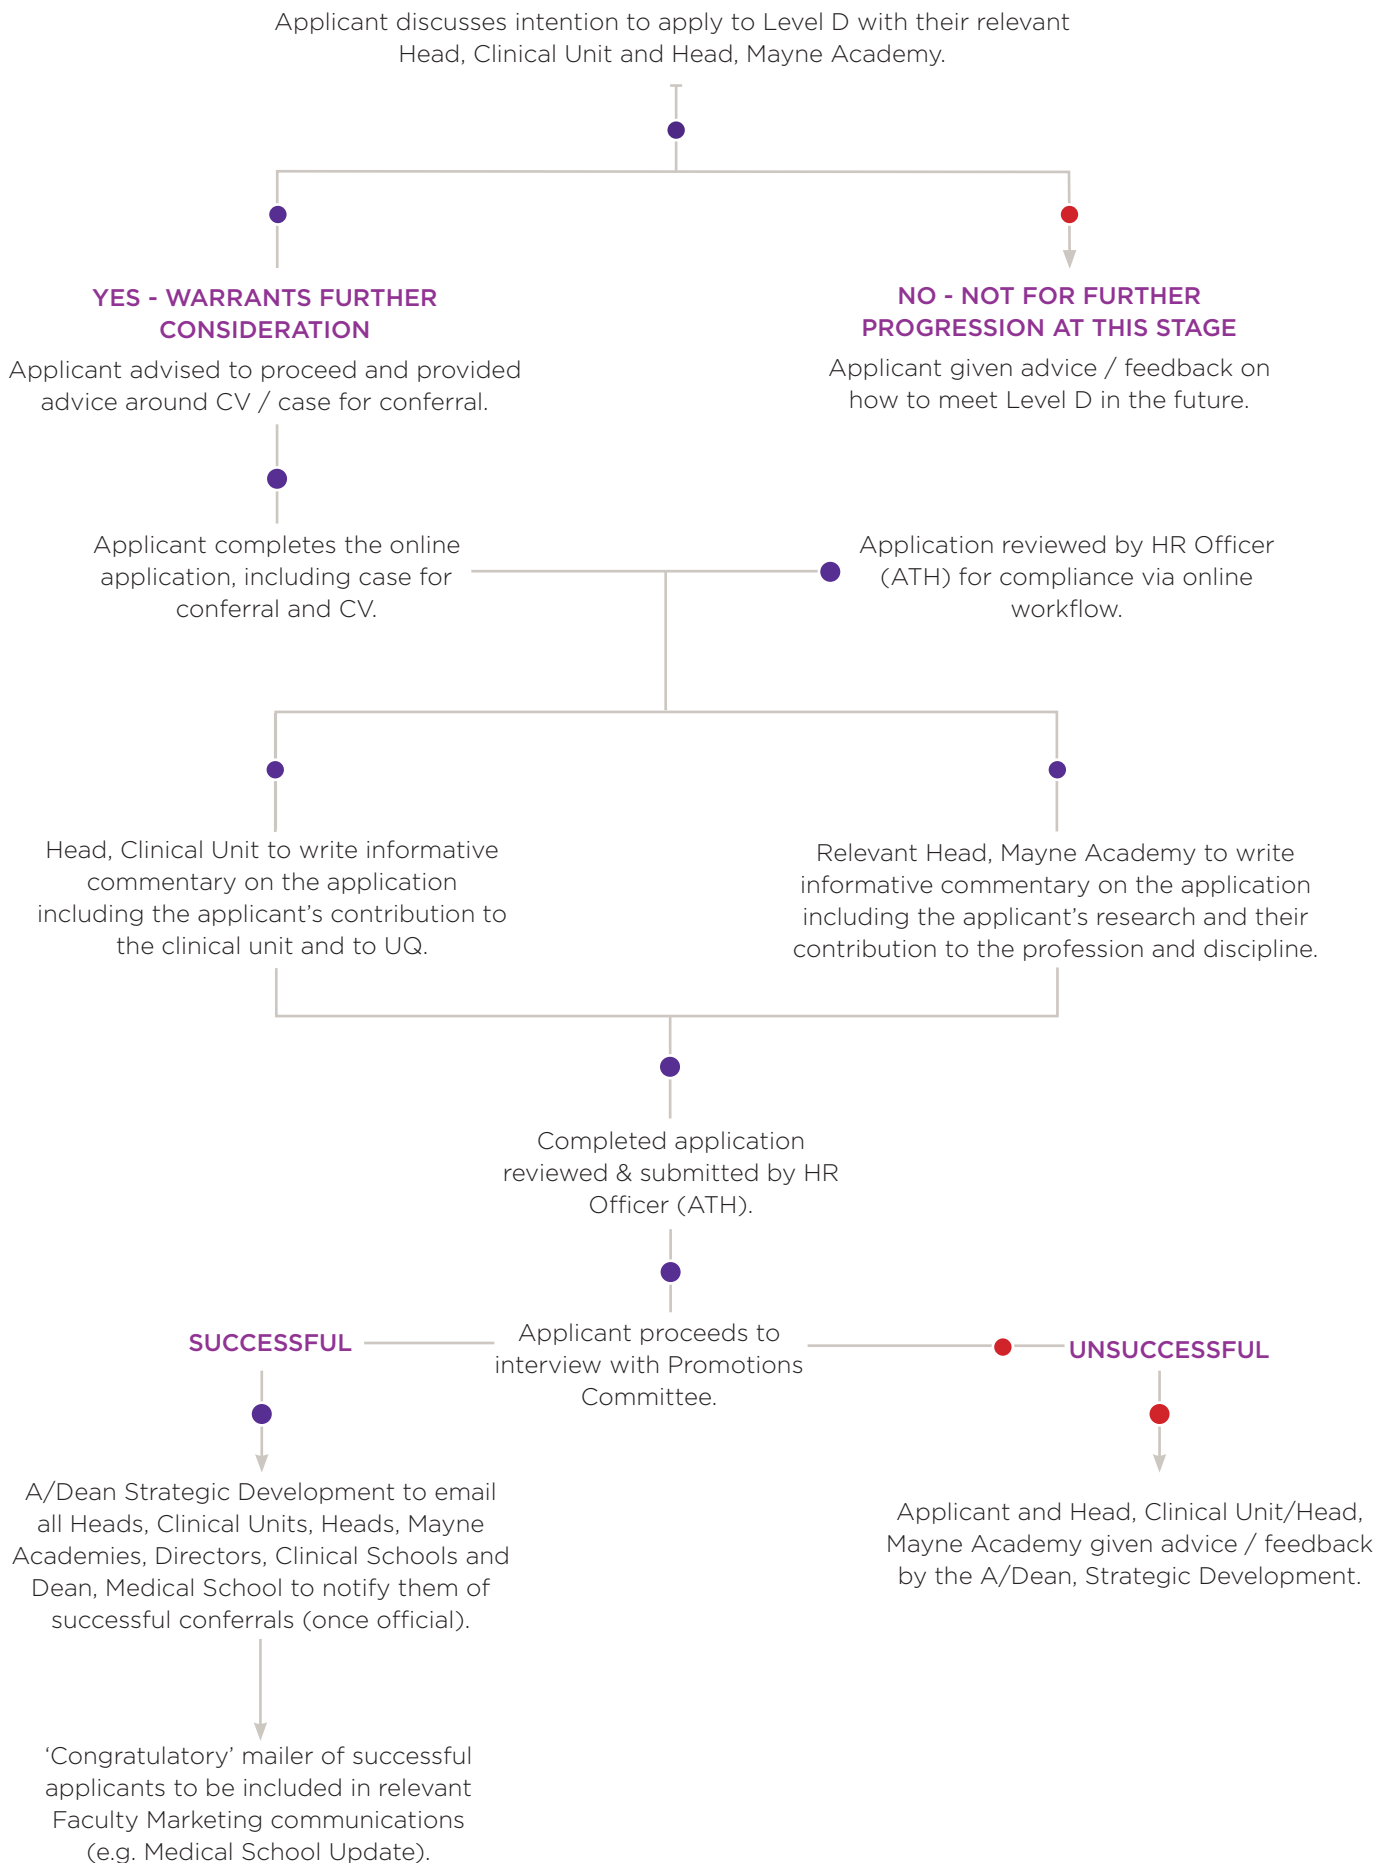 Applicant discusses intention to apply to Level D with their relevant
Head, Clinical Unit and Head, Mayne Academy.
YES - WARRANTS FURTHER
CONSIDERATION
Applicant advised to proceed and provided
advice around CV / case for conferral.
NO - NOT FOR FURTHER
PROGRESSION AT THIS STAGE
Applicant given advice / feedback on
how to meet Level D in the future.
Applicant completes the online
application, including case for
conferral and CV.
Application reviewed by HR Officer
(ATH) for compliance via online
workflow.
Head, Clinical Unit to write informative
commentary on the application
including the applicant’s contribution to
the clinical unit and to UQ.
Relevant Head, Mayne Academy to write
informative commentary on the application
including the applicant’s research and their
contribution to the profession and discipline.
Completed application
reviewed & submitted by HR
Officer (ATH).
Applicant proceeds to
interview with Promotions
Committee.
SUCCESSFUL
UNSUCCESSFUL
A/Dean Strategic Development to email
all Heads, Clinical Units, Heads, Mayne
Academies, Directors, Clinical Schools and
Dean, Medical School to notify them of
successful conferrals (once official).
Applicant and Head, Clinical Unit/Head,
Mayne Academy given advice / feedback
by the A/Dean, Strategic Development.
‘Congratulatory’ mailer of successful
applicants to be included in relevant
Faculty Marketing communications
(e.g. Medical School Update).